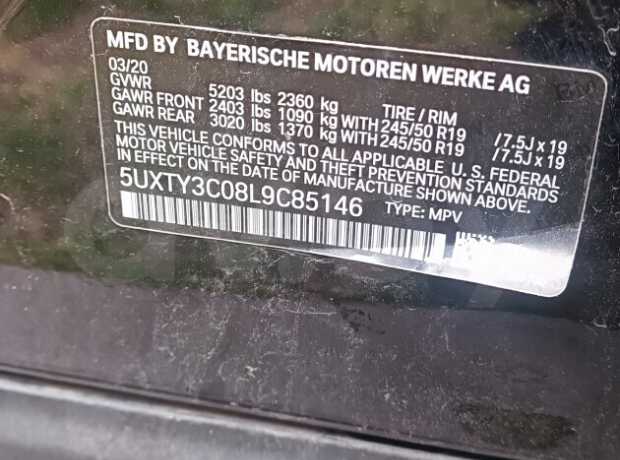 MFD BY BAYERISCHE MOTOREN WERKE AG
03/20
GVWR 5203 lbs 2360 kg TIRE / RIM
GAWR FRONT 2403 lbs 1090 kg WITH 245/50 R19 / 7.5J x 19
GAWR REAR 3020 lbs 1370 kg WITH 245/50 R19 / 7.5J x 19
THIS VEHICLE CONFORMS TO ALL APPLICABLE U. S. FEDERAL
MOTOR VEHICLE SAFETY AND THEFT PREVENTION STANDARDS
IN EFFECT ON THE DATE OF MANUFACTURE SHOWN ABOVE.
5UXTY3C08L9C85146 TYPE: MPV